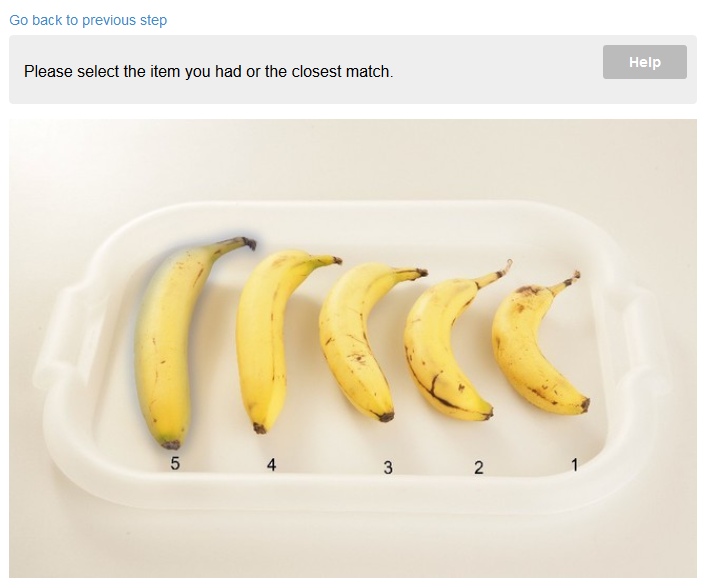 Go back to previous step
Please select the item you had or the closest match.
Help
5 4 3 2 1